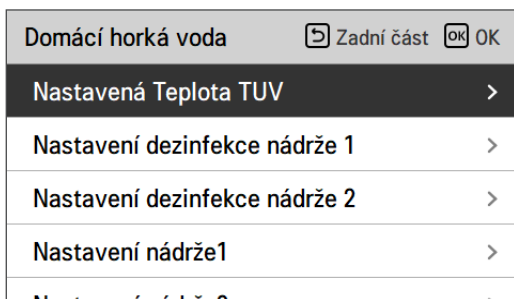 Domácí horká voda Zadní část OK OK
Nastavená Teplota TUV
Nastavení dezinfekce nádrže 1
Nastavení dezinfekce nádrže 2
Nastavení nádrže1